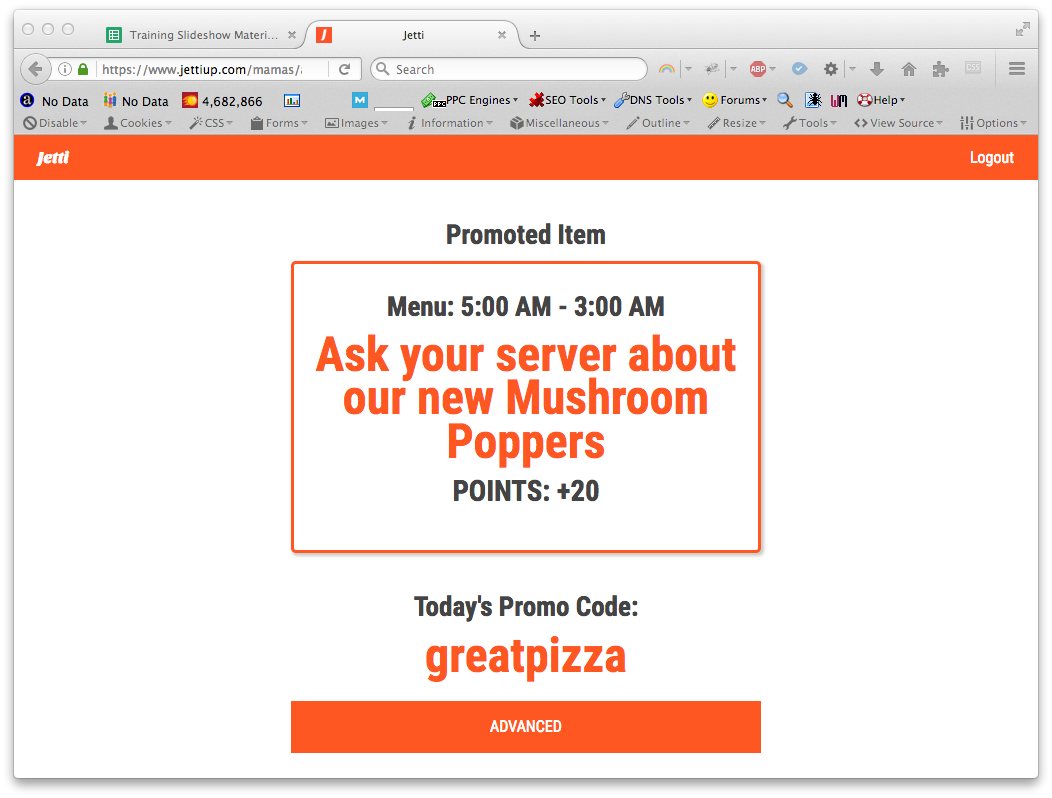 Training Slideshow Materi...
Jetti
https://www.jettiup.com/mamas/
Search
ABP
CSS
a No Data
No Data
4,682,866
M
PPC Engines
SEO Tools
DNS Tools
Forums
Help
Disable
Cookies
CSS
Forms
Images
Information
Miscellaneous
Outline
Resize
Tools
View Source
Options
Jetti
Logout
Promoted Item
Menu: 5:00 AM - 3:00 AM
Ask your server about
our new Mushroom
Poppers
POINTS: +20
Today's Promo Code:
greatpizza
ADVANCED